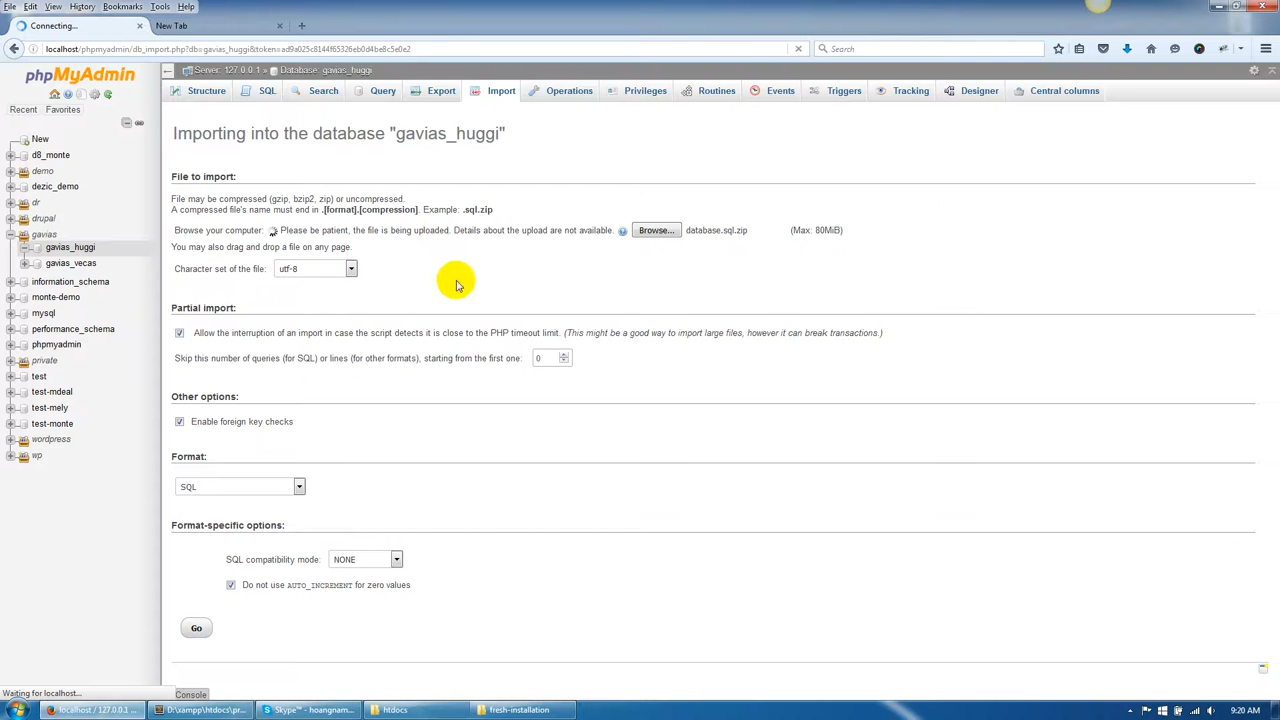 File Edit View History Bookmarks Tools Help
Connecting... × New Tab × +
localhost/phpmyadmin/db_import.php?db=gavias_huggi&token=ad9a025c8144f65326eb0d4be8c5e0e2 Search
phpMyAdmin
Recent Favorites
New
d8_monte
demo
dezic_demo
dr
drupal
gavias
gavias_huggi
gavias_vecas
information_schema
monte-demo
mysql
performance_schema
phpmyadmin
private
test
test-mdeal
test-mely
test-monte
wordpress
wp
Server: 127.0.0.1 » Database: gavias_huggi
Structure SQL Search Query Export Import Operations Privileges Routines Events Triggers Tracking Designer Central columns
Importing into the database "gavias_huggi"
File to import:
File may be compressed (gzip, bzip2, zip) or uncompressed.
A compressed file's name must end in .[format].[compression]. Example: .sql.zip
Browse your computer: Please be patient, the file is being uploaded. Details about the upload are not available. Browse... database.sql.zip (Max: 80MiB)
You may also drag and drop a file on any page.
Character set of the file: utf-8
Partial import:
Allow the interruption of an import in case the script detects it is close to the PHP timeout limit. (This might be a good way to import large files, however it can break transactions.)
Skip this number of queries (for SQL) or lines (for other formats), starting from the first one: 0
Other options:
Enable foreign key checks
Format:
SQL
Format-specific options:
SQL compatibility mode: NONE
Do not use AUTO_INCREMENT for zero values
Go
Waiting for localhost...
Console
localhost / 127.0.0.1 ... D:\xampp\htdocs\pr... Skype™ - hoangnam... htdocs fresh-installation 9:20 AM